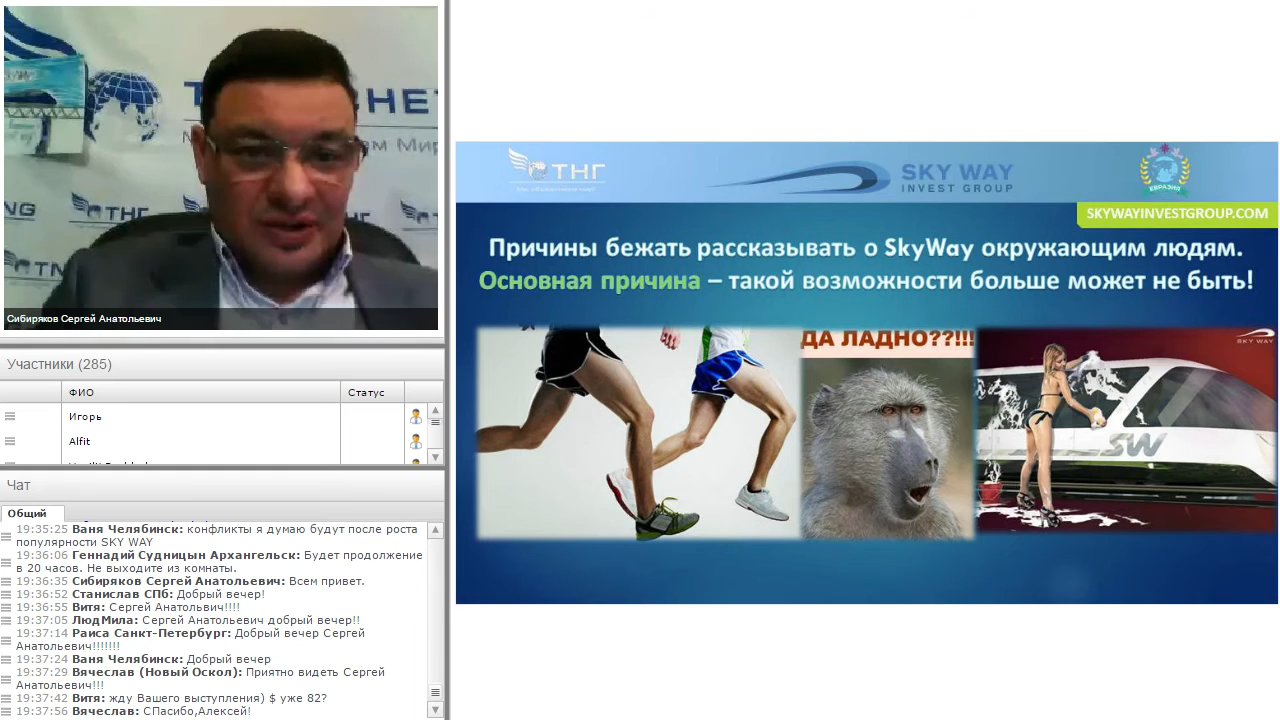 ТНГ
Сибиряков Сергей Анатольевич
Участники (285)
ФИО
Статус
Игорь
Alfit
Чат
Общий
19:35:25 Ваня Челябинск: конфликты я думаю будут после роста
популярности SKY WAY
19:36:06 Геннадий Судницын Архангельск: Будет продолжение
в 20 часов. Не выходите из комнаты.
19:36:35 Сибиряков Сергей Анатольевич: Всем привет.
19:36:52 Станислав СПб: Добрый вечер!
19:36:55 Витя: Сергей Анатольвич!!!!
19:37:05 ЛюдМила: Сергей Анатольевич добрый вечер!!
19:37:14 Раиса Санкт-Петербург: Добрый вечер Сергей
Анатольевич!!!!!!!
19:37:24 Ваня Челябинск: Добрый вечер
19:37:29 Вячеслав (Новый Оскол): Приятно видеть Сергей
Анатольевич!!!
19:37:42 Витя: жду Вашего выступления) $ уже 82?
19:37:56 Вячеслав: СПасибо,Алексей!
ТНГ
SKY WAY
INVEST GROUP
ЕВРАЗИЯ
SKYWAYINVESTGROUP.COM
Причины бежать рассказывать о SkyWay окружающим людям.
Основная причина – такой возможности больше может не быть!
ДА ЛАДНО??!!!
SKY WAY
SW